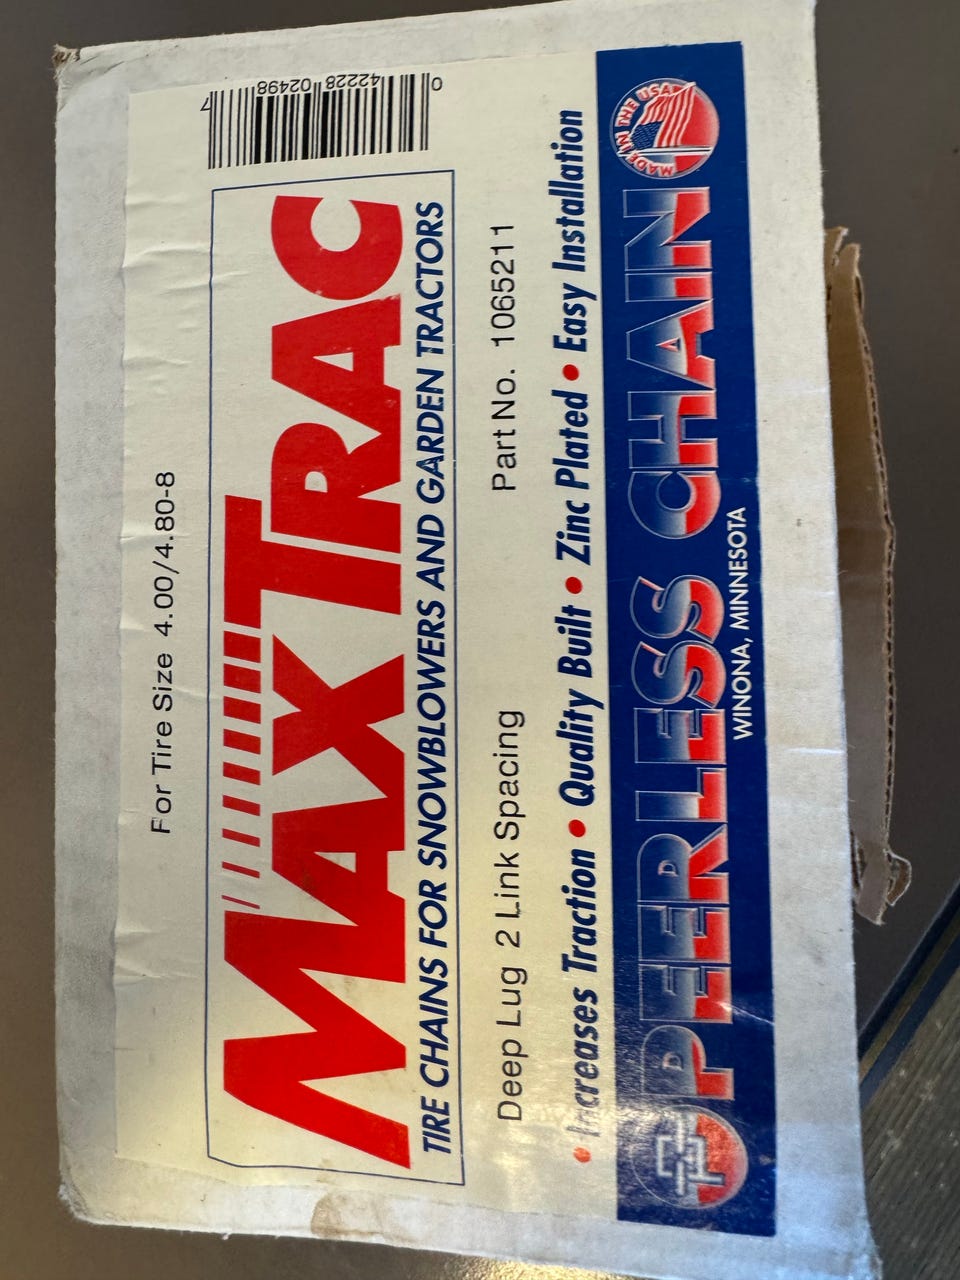 For Tire Size 4.00/4.80-8
0 42228 02498 7
MAXTRAC
TIRE CHAINS FOR SNOWBLOWERS AND GARDEN TRACTORS
Deep Lug 2 Link Spacing Part No. 1065211
• Increases Traction • Quality Built • Zinc Plated • Easy Installation
PEERLESS CHAIN
MADE IN THE USA
WINONA, MINNESOTA